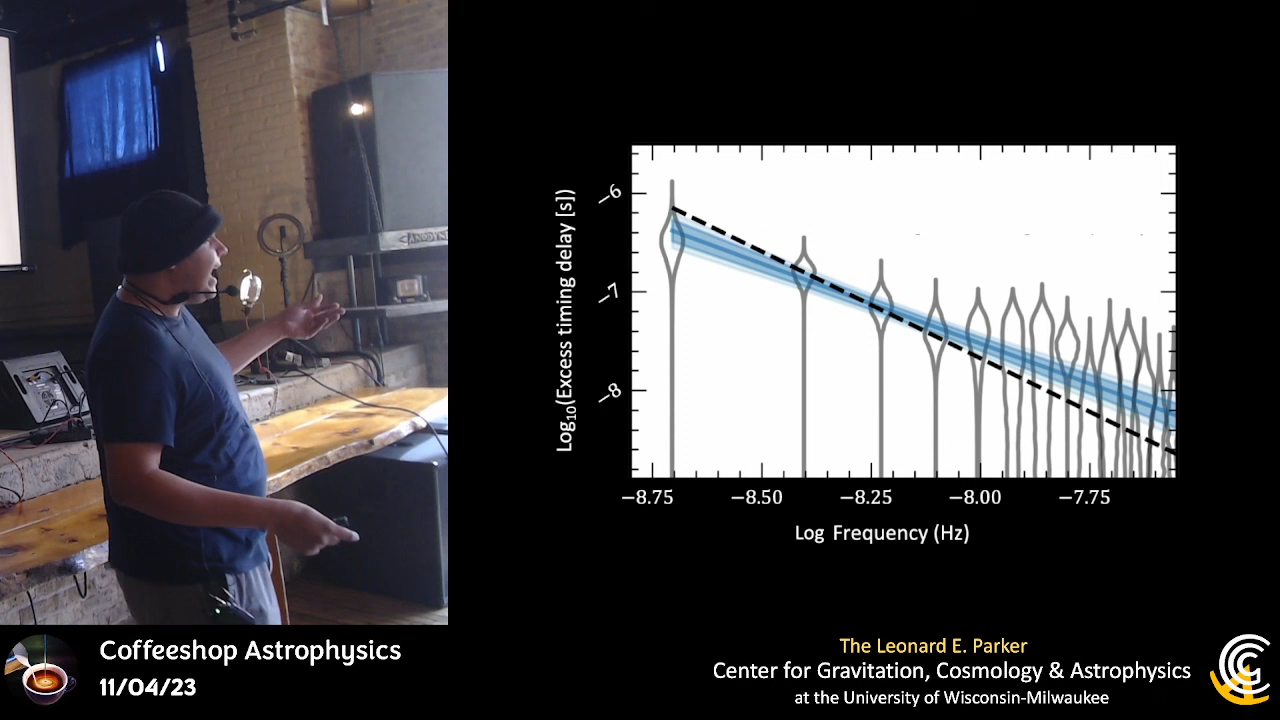 −6
−7
−8
Log10(Excess timing delay [s])
−8.75 −8.50 −8.25 −8.00 −7.75
Log Frequency (Hz)
Coffeeshop Astrophysics
11/04/23
The Leonard E. Parker
Center for Gravitation, Cosmology & Astrophysics
at the University of Wisconsin-Milwaukee